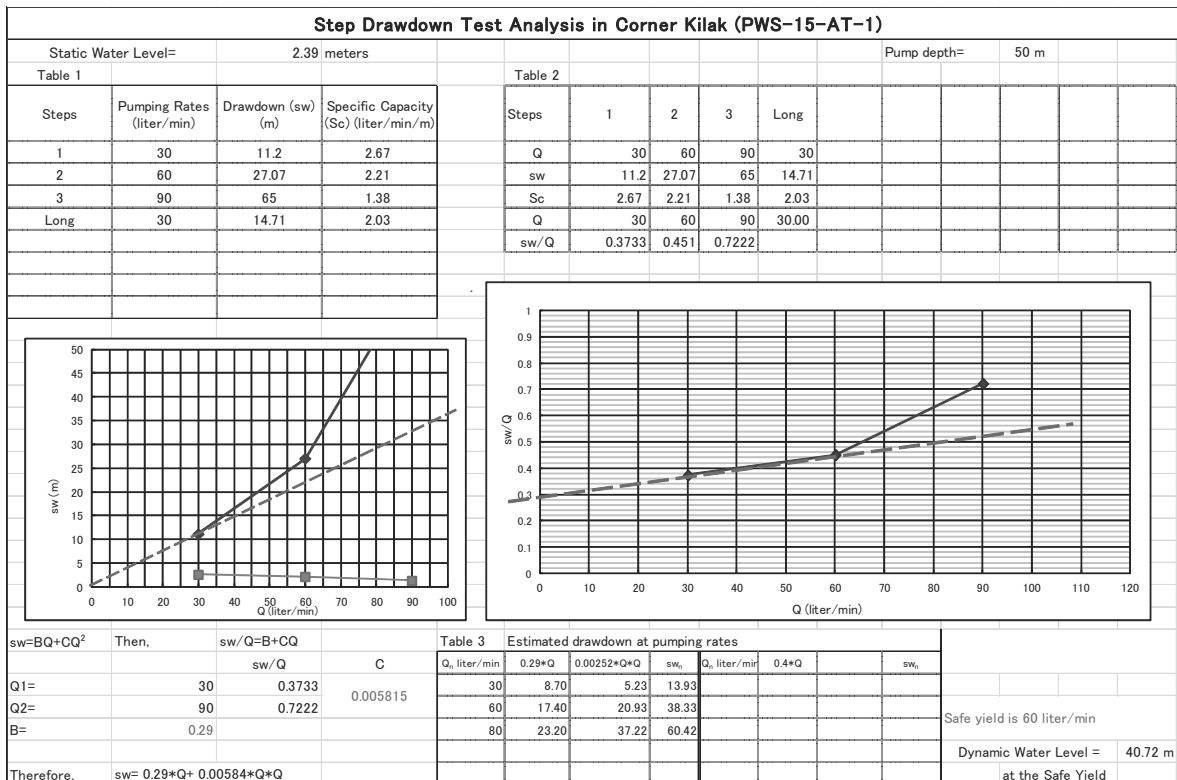 Step Drawdown Test Analysis in Corner Kilak (PWS-15-AT-1)
Static Water Level= 2.39 meters Pump depth= 50 m
Table 1
Steps Pumping Rates (liter/min) Drawdown (sw) (m) Specific Capacity (Sc) (liter/min/m)
1 30 11.2 2.67
2 60 27.07 2.21
3 90 65 1.38
Long 30 14.71 2.03
Table 2
Steps 1 2 3 Long
Q 30 60 90 30
sw 11.2 27.07 65 14.71
Sc 2.67 2.21 1.38 2.03
Q 30 60 90 30.00
sw/Q 0.3733 0.451 0.7222
50
45
40
35
30
25
20
15
10
5
0
sw (m)
0 10 20 30 40 50 60 70 80 90 100
Q (liter/min)
1
0.9
0.8
0.7
0.6
0.5
0.4
0.3
0.2
0.1
0
sw/Q
0 10 20 30 40 50 60 70 80 90 100 110 120
Q (liter/min)
sw=BQ+CQ² Then, sw/Q=B+CQ
sw/Q C
Q1= 30 0.3733 0.005815
Q2= 90 0.7222
B= 0.29
Therefore, sw= 0.29*Q+ 0.00584*Q*Q
Table 3 Estimated drawdown at pumping rates
Qₙ liter/min 0.29*Q 0.00252*Q*Q swₙ Qₙ liter/min 0.4*Q swₙ
30 8.70 5.23 13.93
60 17.40 20.93 38.33
80 23.20 37.22 60.42
Safe yield is 60 liter/min
Dynamic Water Level = 40.72 m
at the Safe Yield